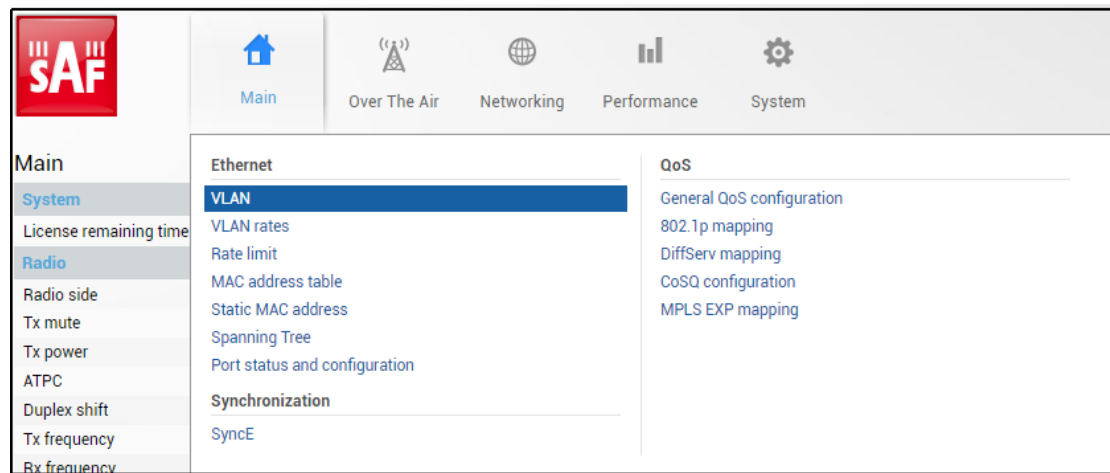 SAF
Main
Over The Air
Networking
Performance
System
Main
System
License remaining time
Radio
Radio side
Tx mute
Tx power
ATPC
Duplex shift
Tx frequency
Rx frequency
Ethernet
VLAN
VLAN rates
Rate limit
MAC address table
Static MAC address
Spanning Tree
Port status and configuration
Synchronization
SyncE
QoS
General QoS configuration
802.1p mapping
DiffServ mapping
CoSQ configuration
MPLS EXP mapping